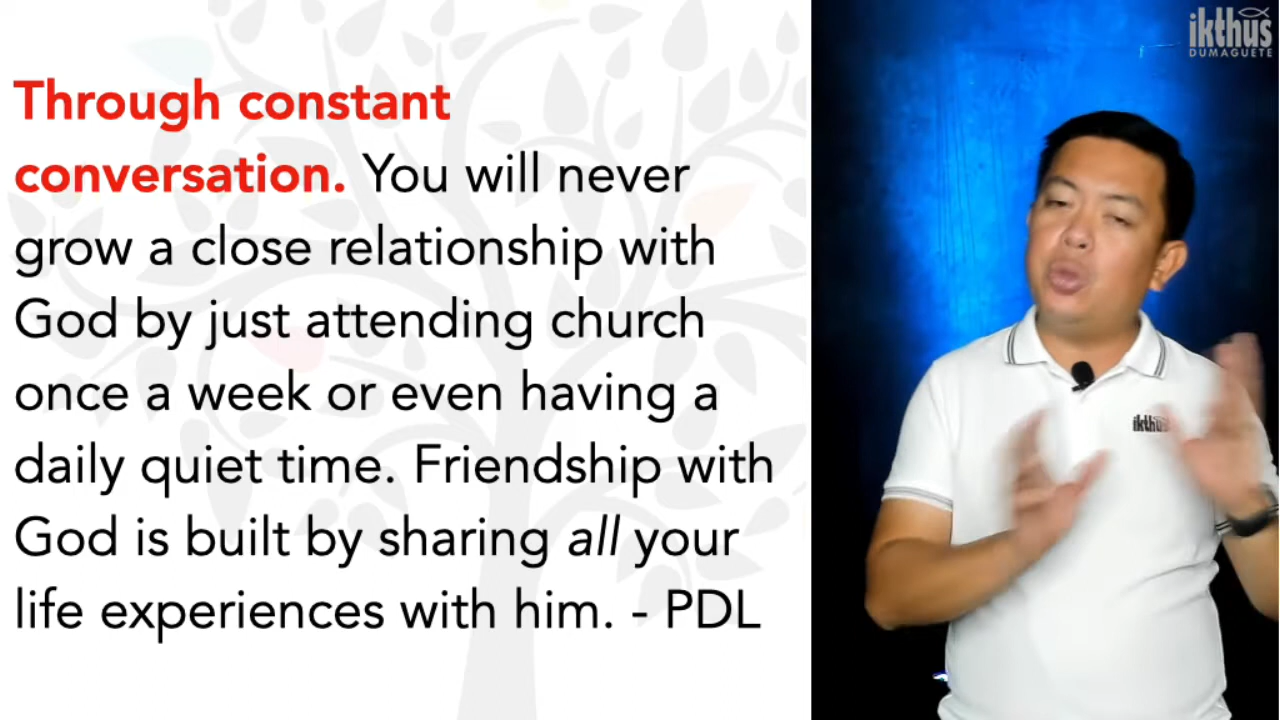 Through constant
conversation. You will never
grow a close relationship with
God by just attending church
once a week or even having a
daily quiet time. Friendship with
God is built by sharing all your
life experiences with him. - PDL
ikthus
DUMAGUETE
ikthus